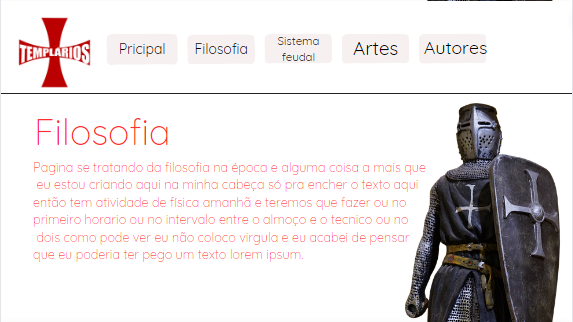 TEMPLARIOS
Pricipal
Filosofia
Sistema
feudal
Artes
Autores
Filosofia
Pagina se tratando da filosofia na época e alguma coisa a mais que
eu estou criando aqui na minha cabeça só pra encher o texto aqui
então tem atividade de física amanhã e teremos que fazer ou no
primeiro horario ou no intervalo entre o almoço e o tecnico ou no
dois como pode ver eu não coloco virgula e eu acabei de pensar
que eu poderia ter pego um texto lorem ipsum.